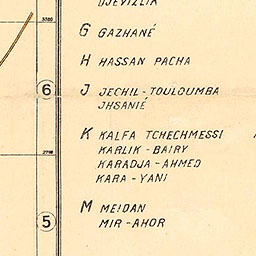 DJEVIZLIK
G GAZHANÉ
H HASSAN PACHA
J JECHIL-TOULOUMBA
JHSANIÉ
K KALFA TCHECHMESSI
KARLIK-BAIRY
KARADJA-AHMED
KARA-YANI
M MEIDAN
MIR-AHOR
6
5